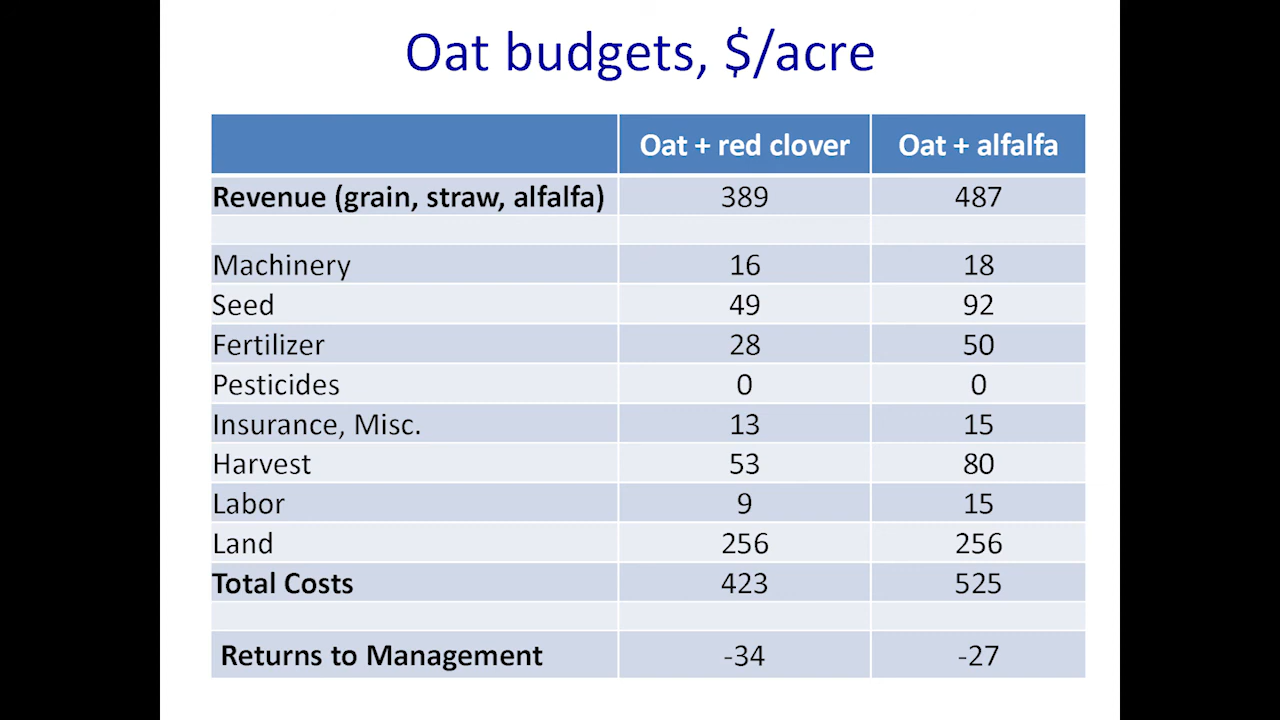 Oat budgets, $/acre
Oat + red clover Oat + alfalfa
Revenue (grain, straw, alfalfa) 389 487
Machinery 16 18
Seed 49 92
Fertilizer 28 50
Pesticides 0 0
Insurance, Misc. 13 15
Harvest 53 80
Labor 9 15
Land 256 256
Total Costs 423 525
Returns to Management -34 -27